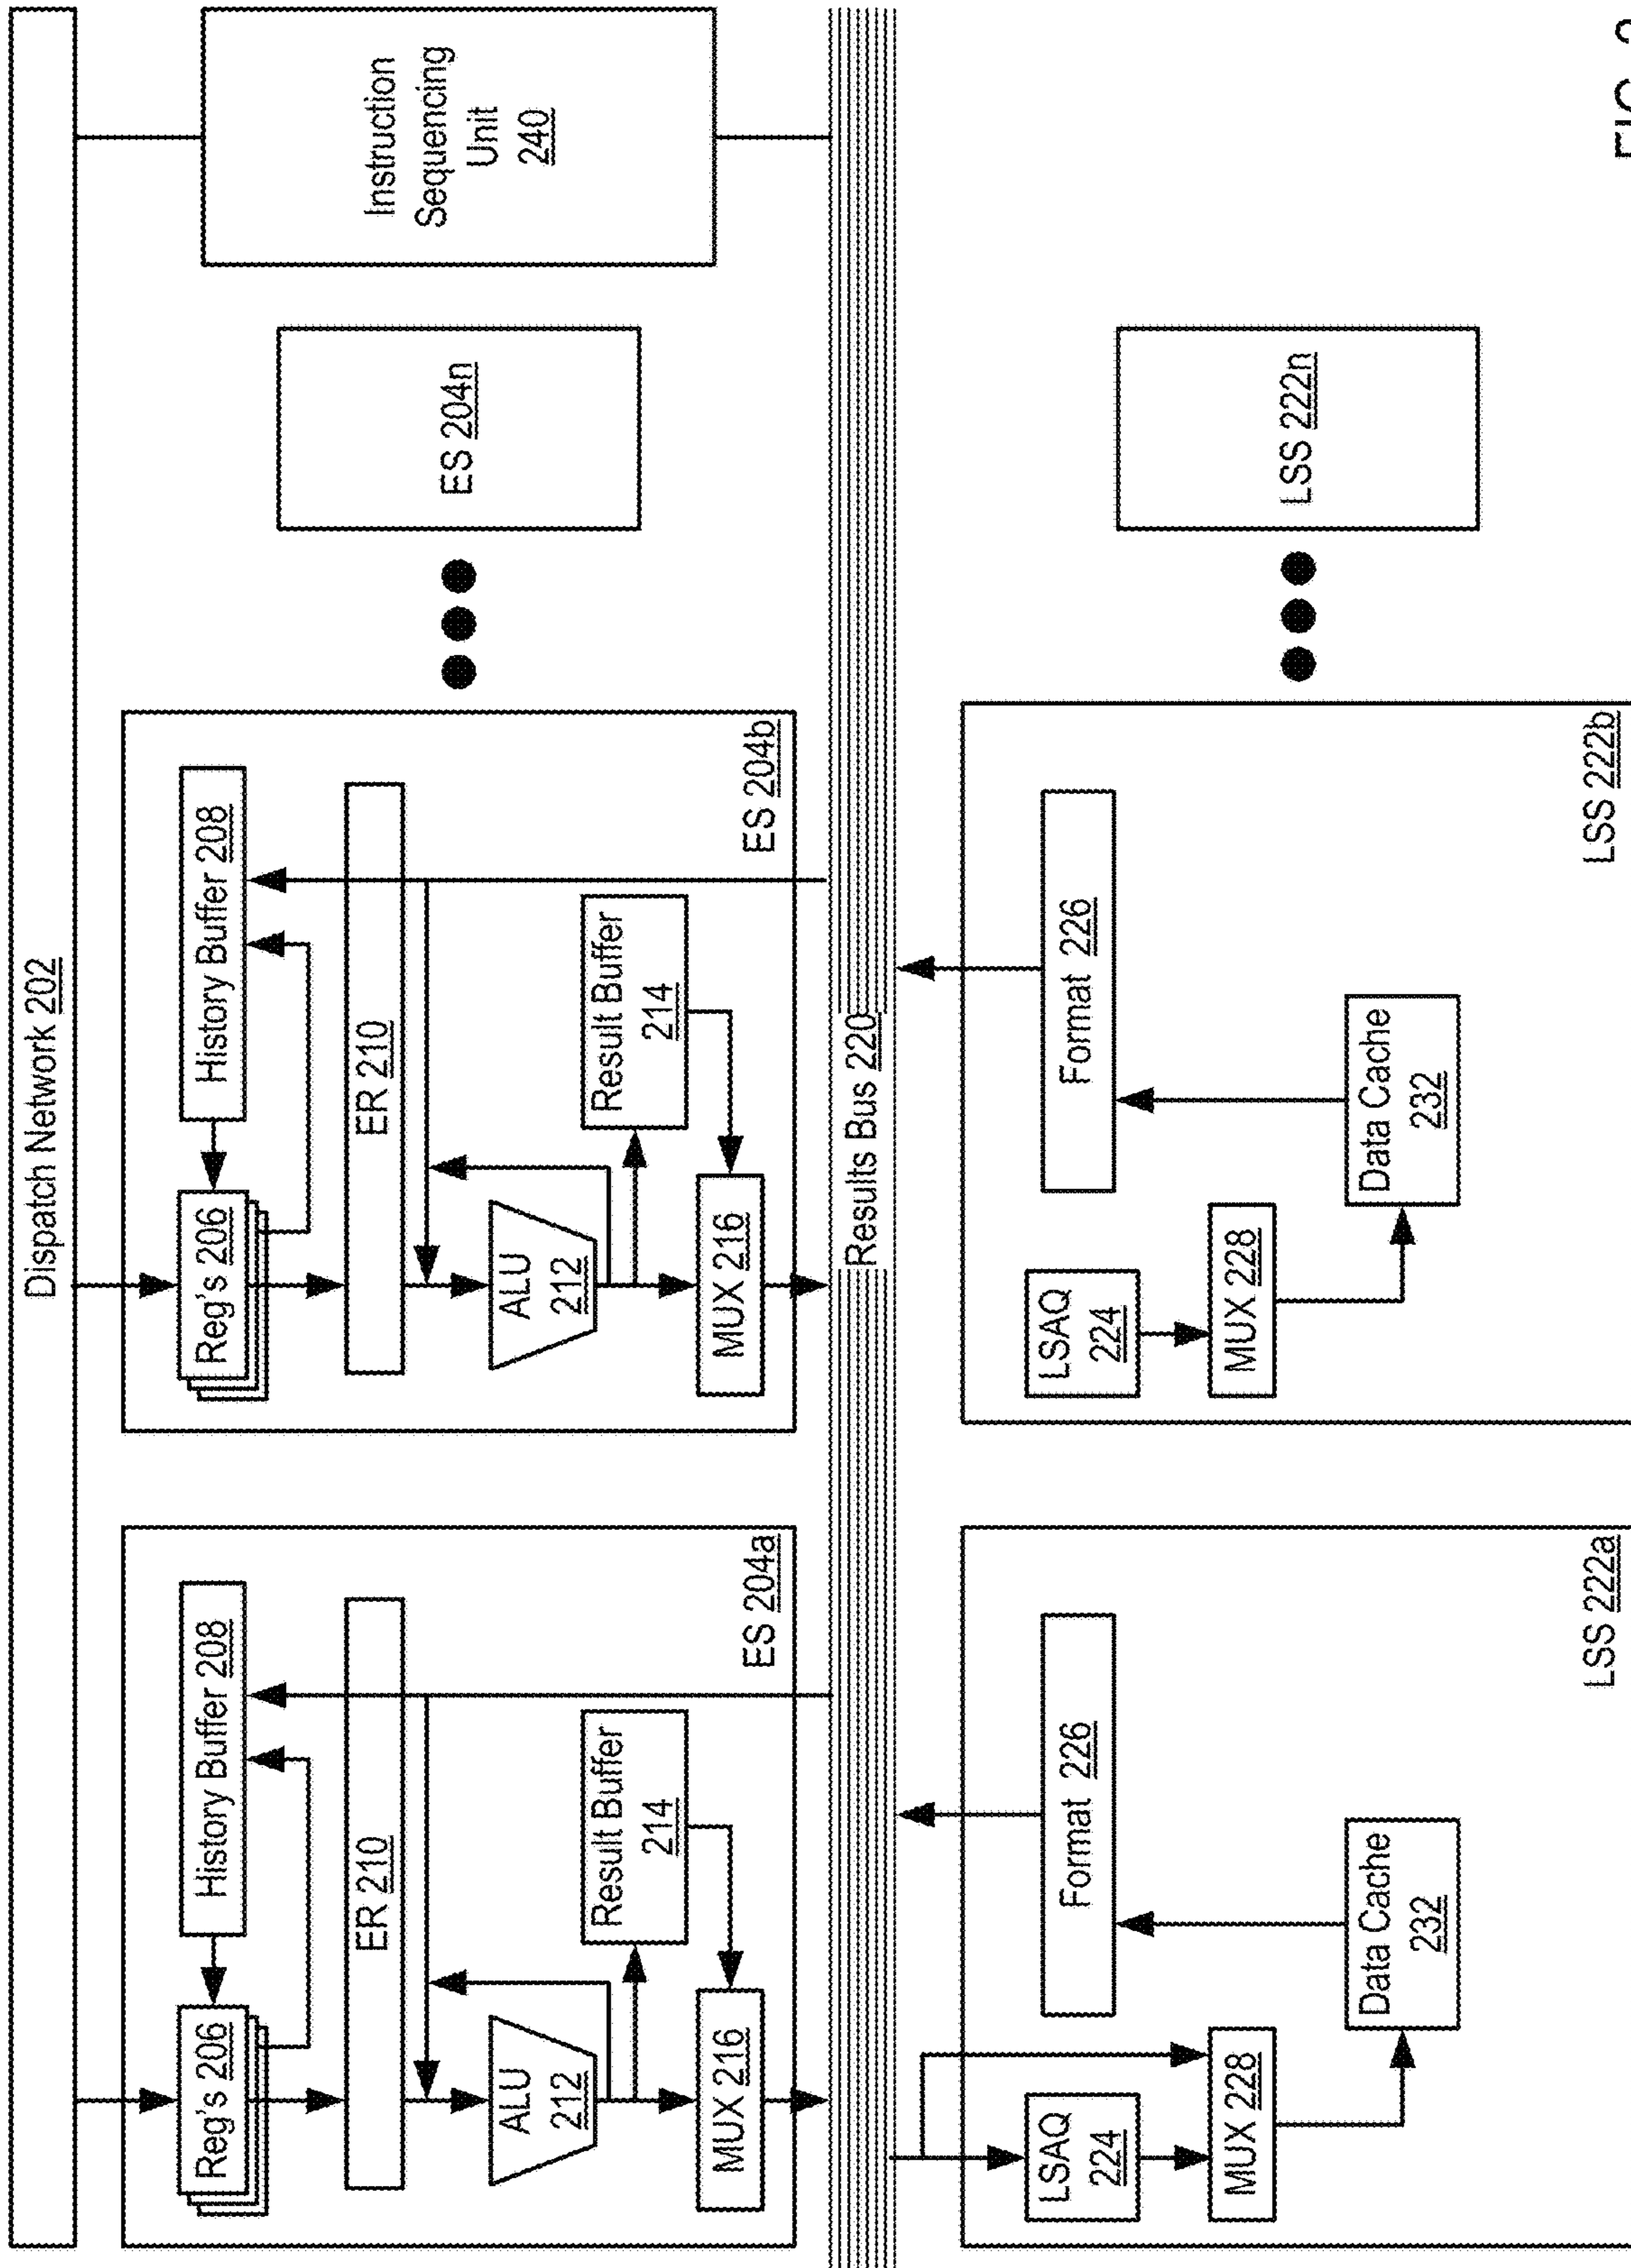 Dispatch Network 202
Reg's 206
History Buffer 208
ER 210
ALU
212
Result Buffer
214
MUX 216
ES 204a
Reg's 206
History Buffer 208
ER 210
ALU
212
Result Buffer
214
MUX 216
ES 204b
ES 204n
Instruction
Sequencing
Unit
240
Results Bus 220
LSAQ
224
MUX 228
Format 226
Data Cache
232
LSS 222a
LSAQ
224
MUX 228
Format 226
Data Cache
232
LSS 222b
LSS 222n
FIG.